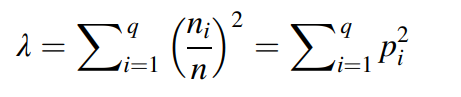 λ = ∑_{i=1}^{q} (n_i/n)^2 = ∑_{i=1}^{q} p_i^2